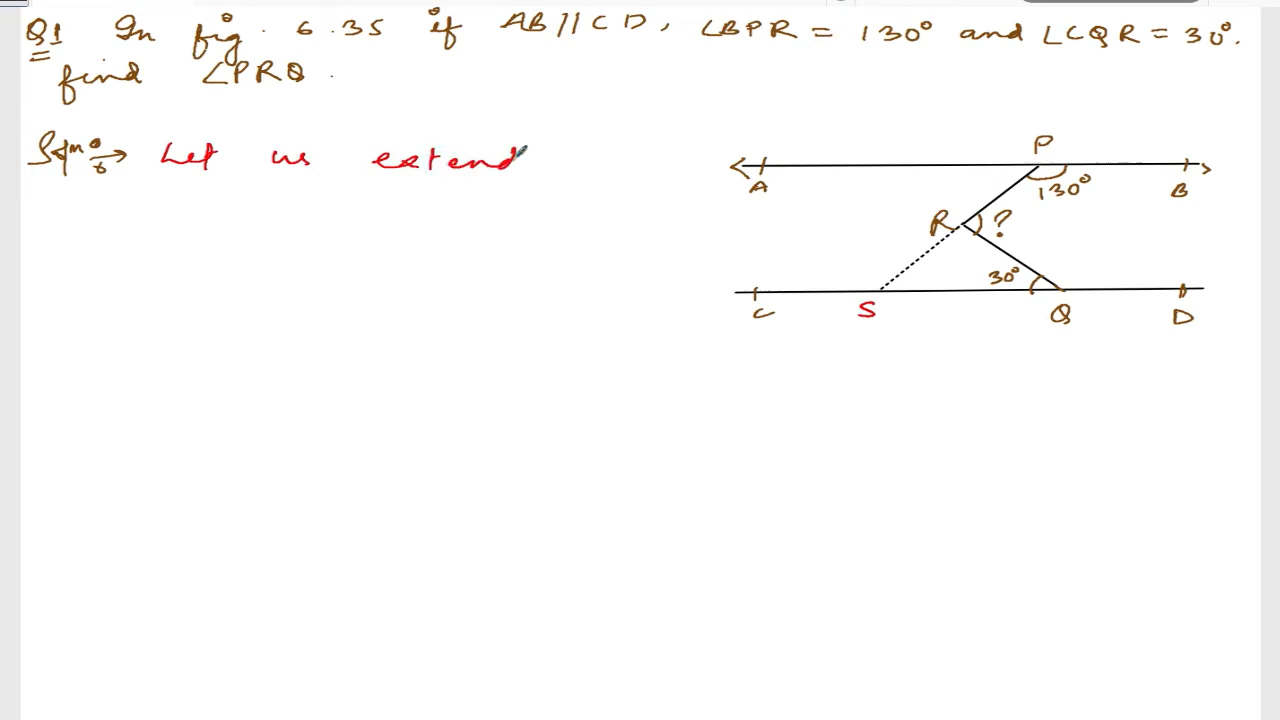 Q1 In fig. 6.35 if AB//CD, ∠BPR = 130° and ∠CQR = 30°.
find ∠PRQ.
Solnº→ Let us extend
P
A
130°
B
R
?
30°
C
S
Q
D